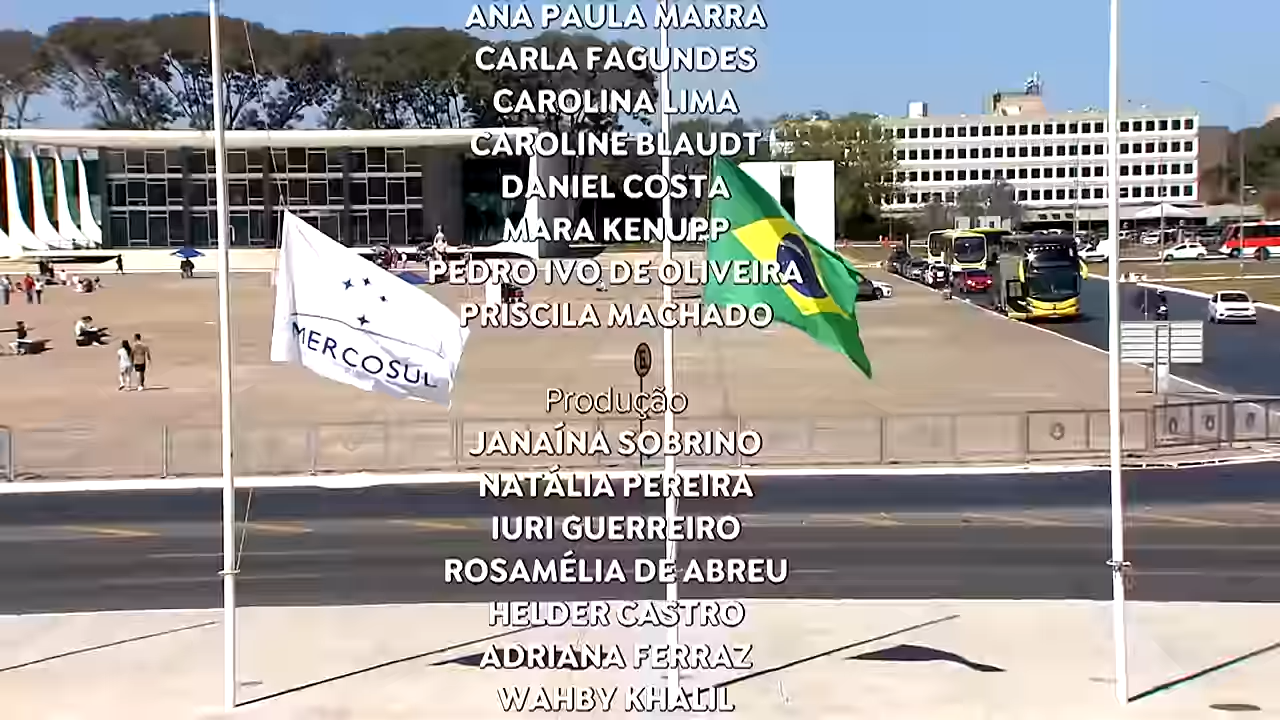 ANA PAULA MARRA
CARLA FAGUNDES
CAROLINA LIMA
CAROLINE BLAUDT
DANIEL COSTA
MARA KENUPP
PEDRO IVO DE OLIVEIRA
PRISCILA MACHADO
MERCOSUL
E
Produção
JANAÍNA SOBRINO
NATÁLIA PEREIRA
IURI GUERREIRO
ROSAMÉLIA DE ABREU
HELDER CASTRO
ADRIANA FERRAZ
WAHBY KHALIL